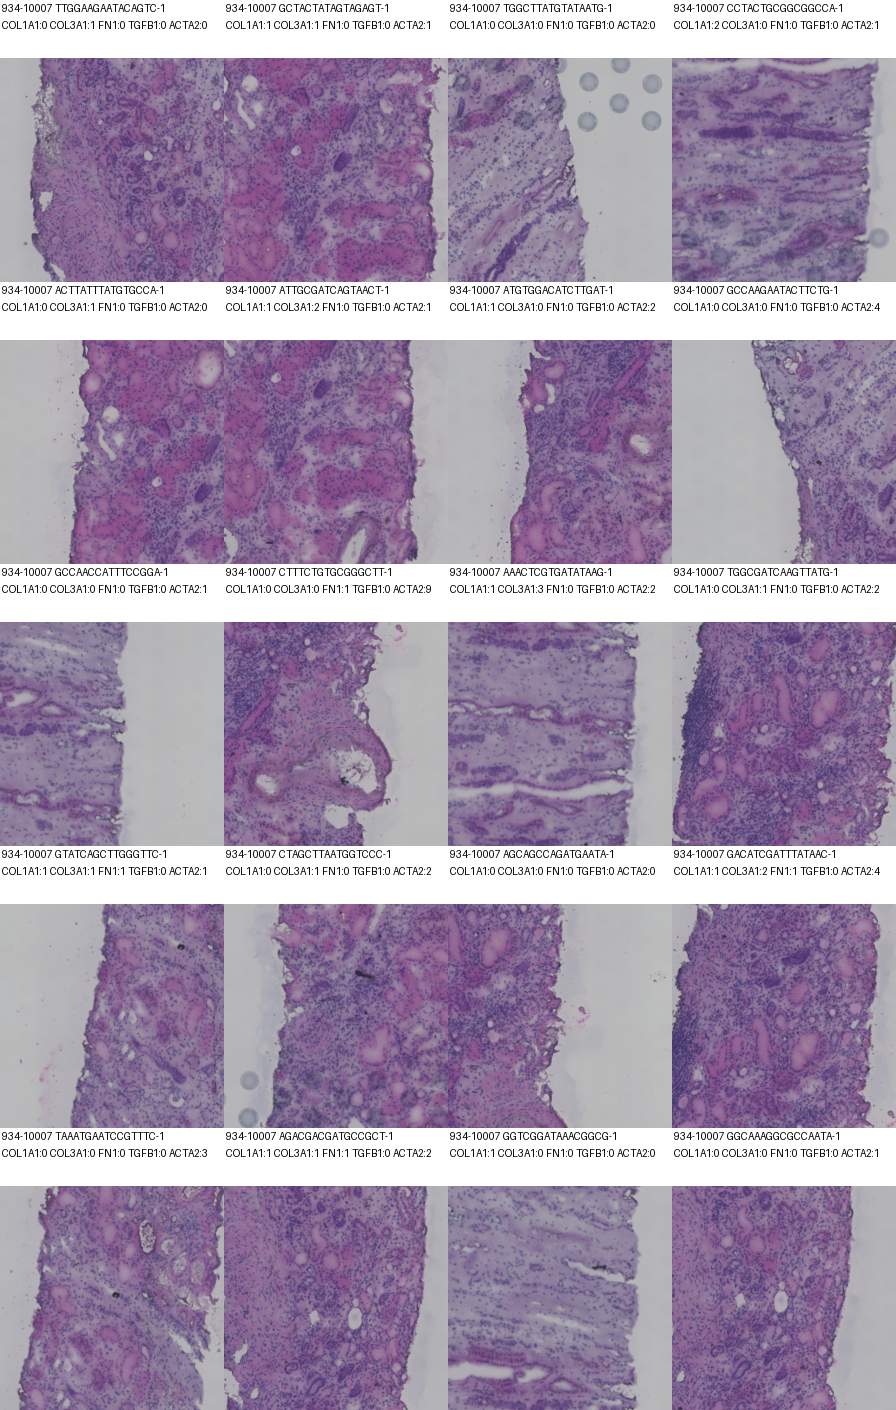 934-10007 TTGGAAGAATACAGTC-1 934-10007 GCTACTATAGTAGAGT-1 934-10007 TGGCTTATGTATAATG-1 934-10007 CCTACTGCGGCGGCCA-1
COL1A1:0 COL3A1:1 FN1:0 TGFB1:0 ACTA2:0 COL1A1:0 COL3A1:1 FN1:0 TGFB1:0 ACTA2:1 COL1A1:0 COL3A1:0 FN1:0 TGFB1:0 ACTA2:0 COL1A1:2 COL3A1:0 FN1:0 TGFB1:0 ACTA2:1
934-10007 ACTTATTTATGTGCCA-1 934-10007 ATTGCGATCAGTAACT-1 934-10007 ATGTGGACATCTTGAT-1 934-10007 GCCAAGAATACTTCTG-1
COL1A1:0 COL3A1:1 FN1:0 TGFB1:0 ACTA2:0 COL1A1:1 COL3A1:2 FN1:0 TGFB1:0 ACTA2:1 COL1A1:1 COL3A1:0 FN1:0 TGFB1:0 ACTA2:2 COL1A1:0 COL3A1:0 FN1:0 TGFB1:0 ACTA2:4
934-10007 GCCAACCATTTCCGGA-1 934-10007 CTTTCTGTGCGGGCTT-1 934-10007 AAACTCGTGATATAAG-1 934-10007 TGGCGATCAAGTTATG-1
COL1A1:0 COL3A1:0 FN1:0 TGFB1:0 ACTA2:1 COL1A1:0 COL3A1:0 FN1:1 TGFB1:0 ACTA2:9 COL1A1:1 COL3A1:3 FN1:0 TGFB1:0 ACTA2:2 COL1A1:0 COL3A1:1 FN1:0 TGFB1:0 ACTA2:2
934-10007 GTATCAGCTTGGGTTC-1 934-10007 CTAGCTTAATGGTCCC-1 934-10007 AGCAGCCAGATGAATA-1 934-10007 GACATCGATTTATAAC-1
COL1A1:1 COL3A1:1 FN1:1 TGFB1:0 ACTA2:1 COL1A1:0 COL3A1:1 FN1:0 TGFB1:0 ACTA2:2 COL1A1:0 COL3A1:0 FN1:0 TGFB1:0 ACTA2:0 COL1A1:1 COL3A1:2 FN1:1 TGFB1:0 ACTA2:4
934-10007 TAAATGAATCCGTTTC-1 934-10007 AGACGACGATGCCGCT-1 934-10007 GGTCGGATAAACGGCG-1 934-10007 GGCAAAGGCGCCAATA-1
COL1A1:0 COL3A1:0 FN1:0 TGFB1:0 ACTA2:3 COL1A1:1 COL3A1:1 FN1:1 TGFB1:0 ACTA2:2 COL1A1:1 COL3A1:0 FN1:0 TGFB1:0 ACTA2:0 COL1A1:0 COL3A1:0 FN1:0 TGFB1:0 ACTA2:1